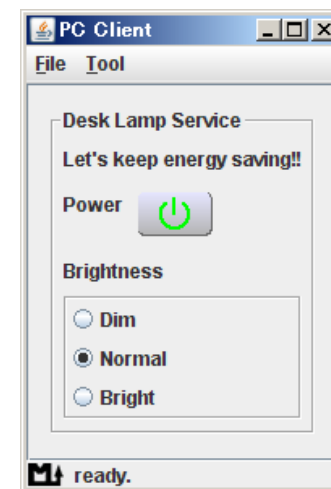 PC Client
File Tool
Desk Lamp Service
Let's keep energy saving!!
Power
Brightness
Dim
Normal
Bright
ready.